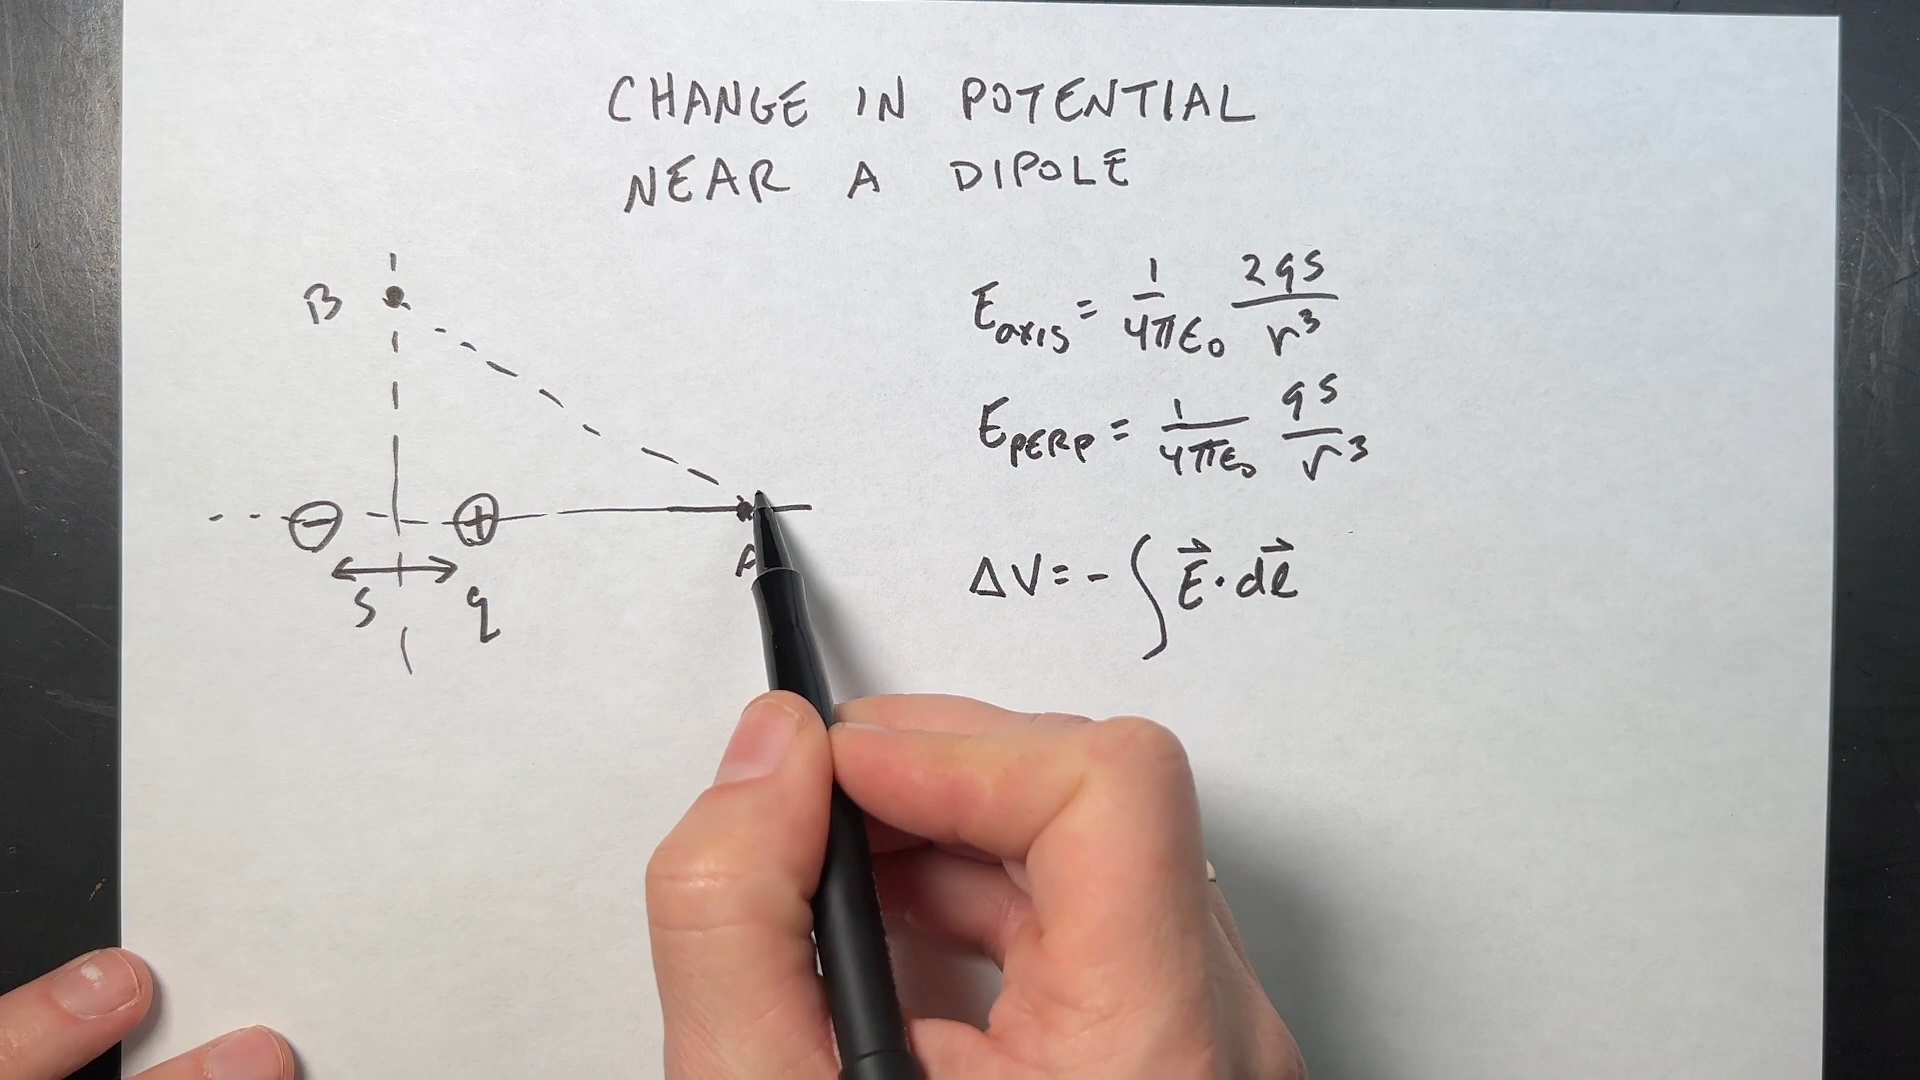 CHANGE IN POTENTIAL
NEAR A DIPOLE
B
E_axis = 1/4πε₀ 2qs/r³
E_PERP = 1/4πε₀ qs/r³
− +
A
s q
ΔV = - ∫ E⃗ · dℓ⃗